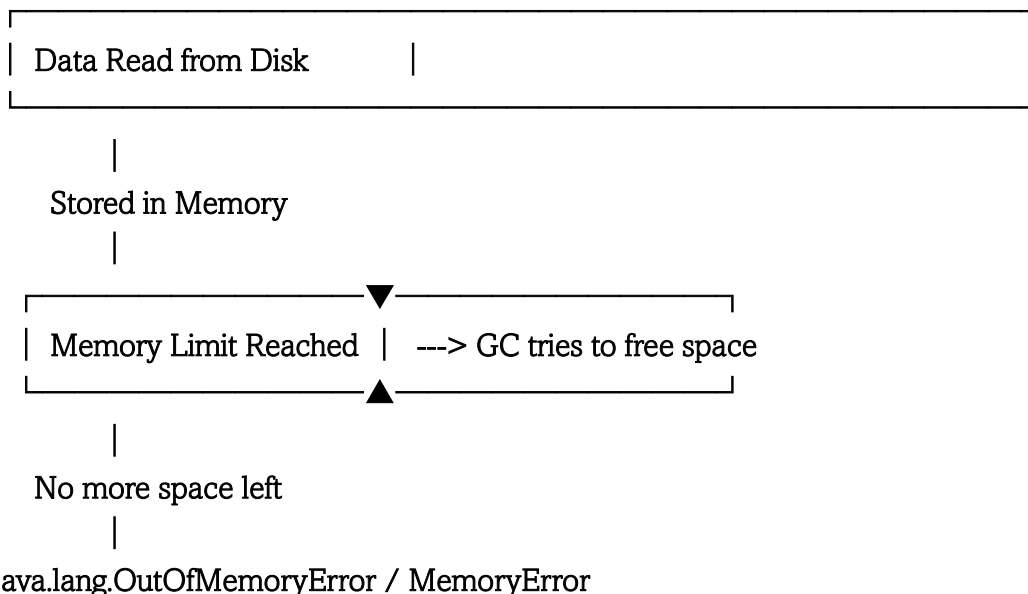 Data Read from Disk
Stored in Memory
Memory Limit Reached ---> GC tries to free space
No more space left
ava.lang.OutOfMemoryError / MemoryError